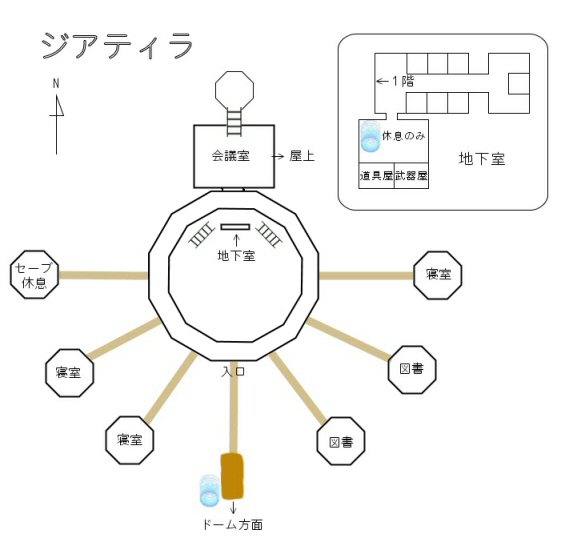 ジアティラ
N
←1階
休息のみ
道具屋
武器屋
地下室
会議室
→屋上
↑
地下室
セーブ
休息
寝室
寝室
図書
寝室
寝室
図書
入口
↓
ドーム方面